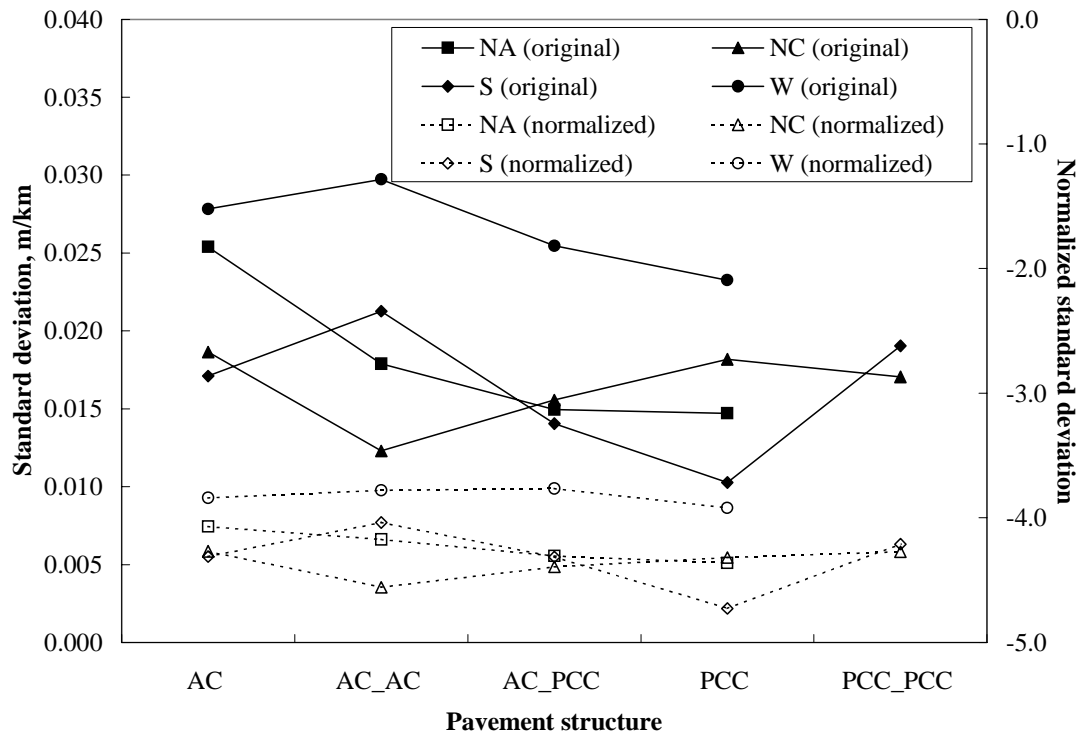 0.040
0.035
0.030
0.025
0.020
0.015
0.010
0.005
0.000
Standard deviation, m/km
NA (original)
NC (original)
S (original)
W (original)
NA (normalized)
NC (normalized)
S (normalized)
W (normalized)
0.0
-1.0
-2.0
-3.0
-4.0
-5.0
Normalized standard deviation
AC
AC_AC
AC_PCC
PCC
PCC_PCC
Pavement structure